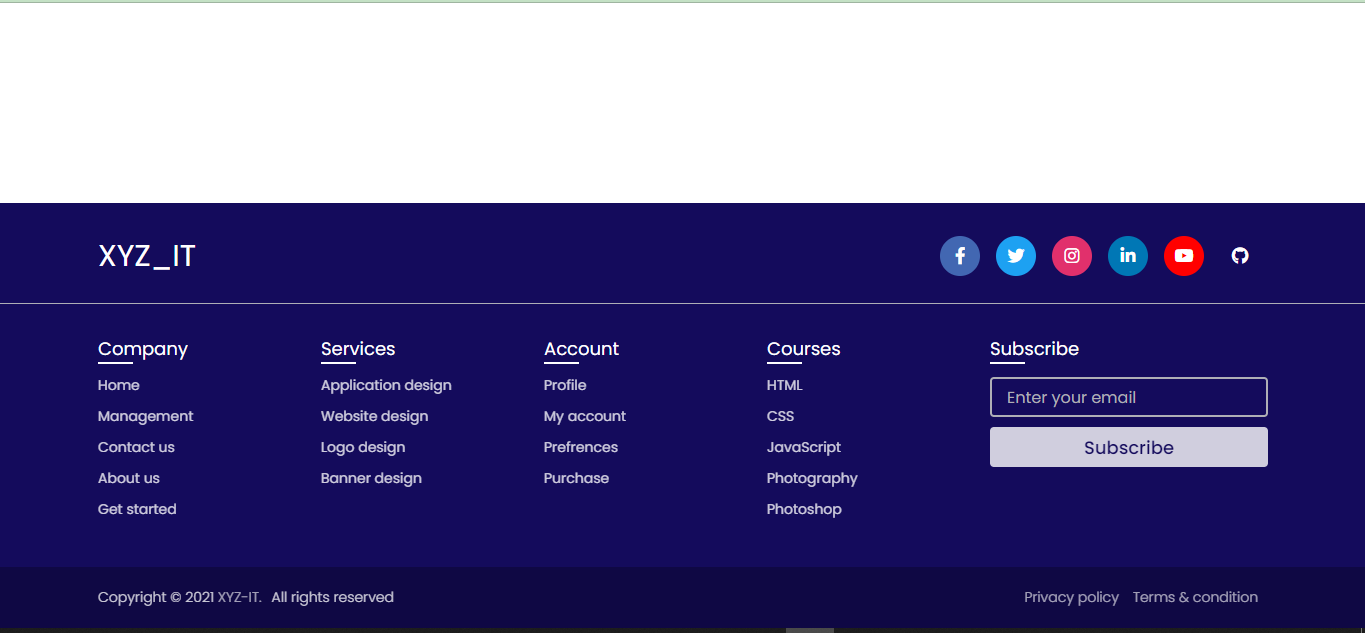 XYZ_IT
Company
Home
Management
Contact us
About us
Get started
Services
Application design
Website design
Logo design
Banner design
Account
Profile
My account
Prefrences
Purchase
Courses
HTML
CSS
JavaScript
Photography
Photoshop
Subscribe
Enter your email
Subscribe
Copyright © 2021 XYZ-IT. All rights reserved
Privacy policy Terms & condition